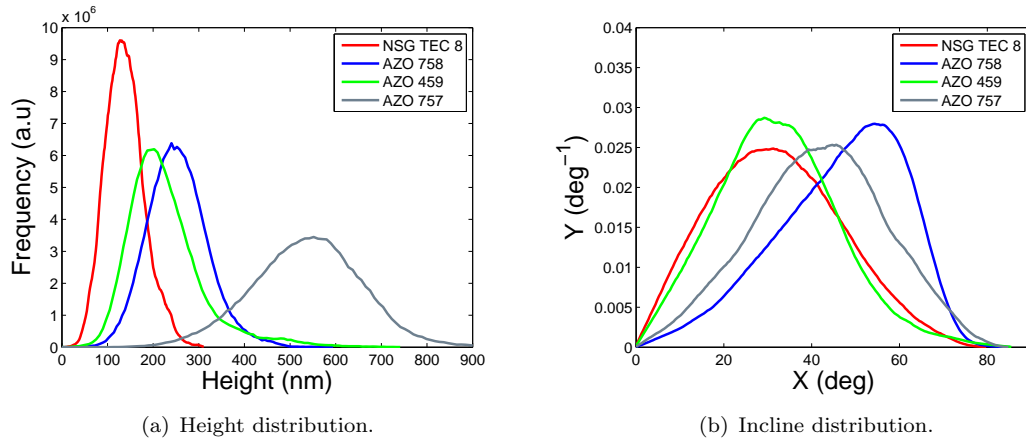 × 10⁶
10
9
8
7
6
5
4
3
2
1
0
Frequency (a.u)
0 100 200 300 400 500 600 700 800 900
Height (nm)
NSG TEC 8
AZO 758
AZO 459
AZO 757
(a) Height distribution.
0.04
0.035
0.03
0.025
0.02
0.015
0.01
0.005
0
Y (deg⁻¹)
0 20 40 60 80
X (deg)
NSG TEC 8
AZO 758
AZO 459
AZO 757
(b) Incline distribution.